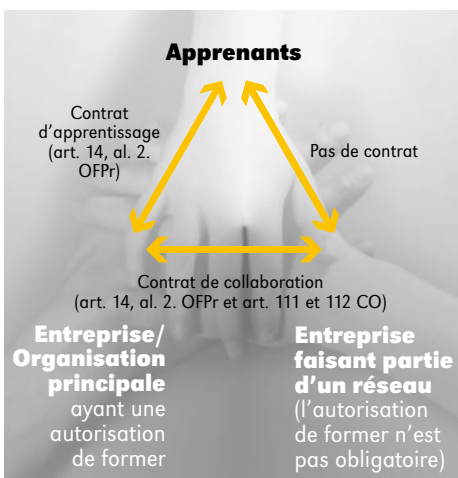 Apprenants
Contrat
d’apprentissage
(art. 14, al. 2.
OFPr)
Pas de contrat
Contrat de collaboration
(art. 14, al. 2. OFPr et art. 111 et 112 CO)
Entreprise/
Organisation
principale
ayant une
autorisation
de former
Entreprise
faisant partie
d’un réseau
(l’autorisation
de former n’est
pas obligatoire)